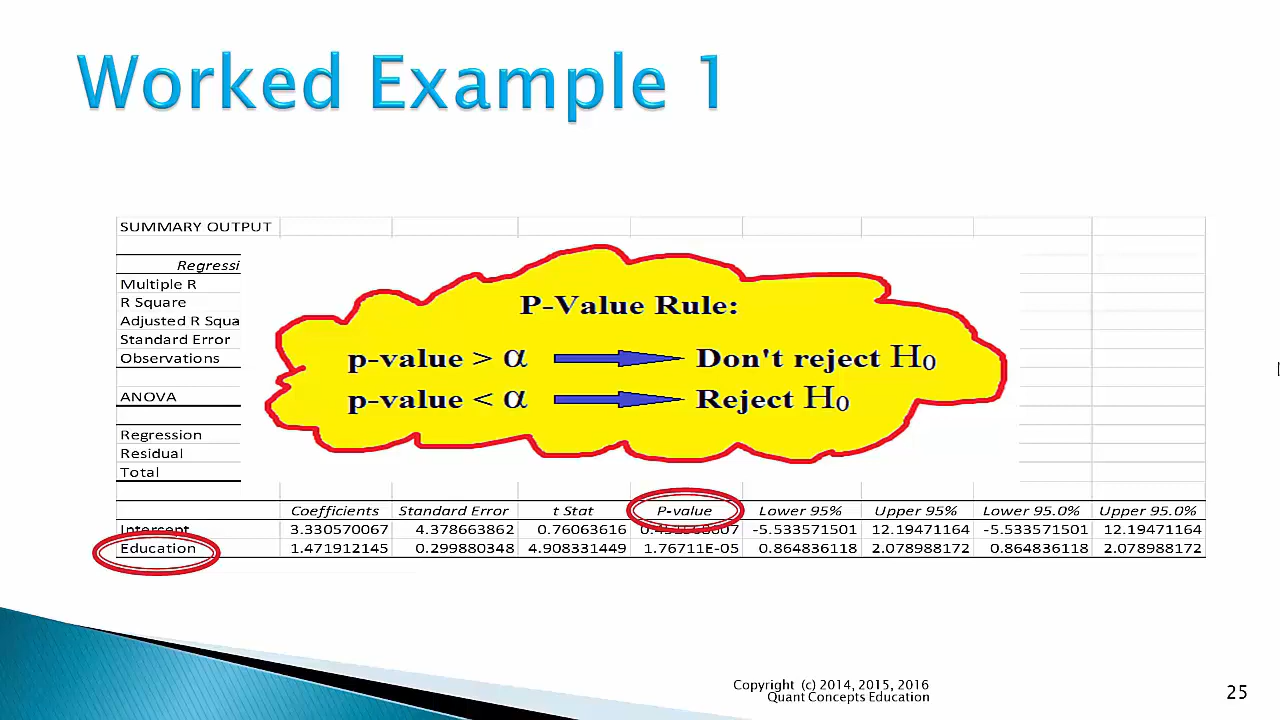 Worked Example 1
SUMMARY OUTPUT
Regressi
Multiple R
R Square
Adjusted R Squa
Standard Error
Observations
ANOVA
Regression
Residual
Total
P-Value Rule:
p-value > α Don't reject H₀
p-value < α Reject H₀
Coefficients Standard Error t Stat P-value Lower 95% Upper 95% Lower 95.0% Upper 95.0%
Intercept 3.330570067 4.378663862 0.76063616 -5.533571501 12.19471164 -5.533571501 12.19471164
Education 1.471912145 0.299880348 4.908331449 1.76711E-05 0.864836118 2.078988172 0.864836118 2.078988172
Copyright (c) 2014, 2015, 2016
Quant Concepts Education
25